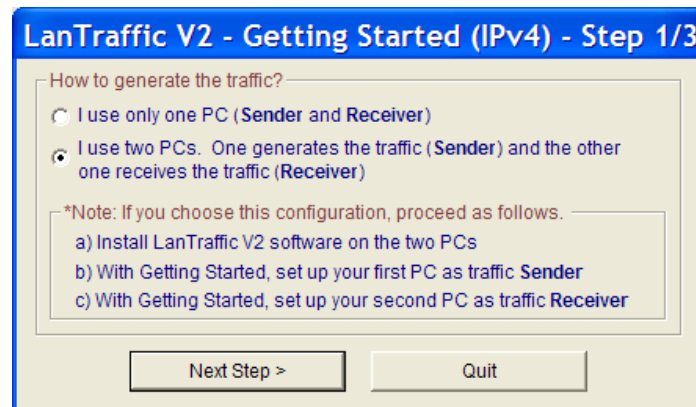 LanTraffic V2 - Getting Started (IPv4) - Step 1/3
How to generate the traffic?
I use only one PC (Sender and Receiver)
I use two PCs. One generates the traffic (Sender) and the other
one receives the traffic (Receiver)
*Note: If you choose this configuration, proceed as follows.
a) Install LanTraffic V2 software on the two PCs
b) With Getting Started, set up your first PC as traffic Sender
c) With Getting Started, set up your second PC as traffic Receiver
Next Step >
Quit